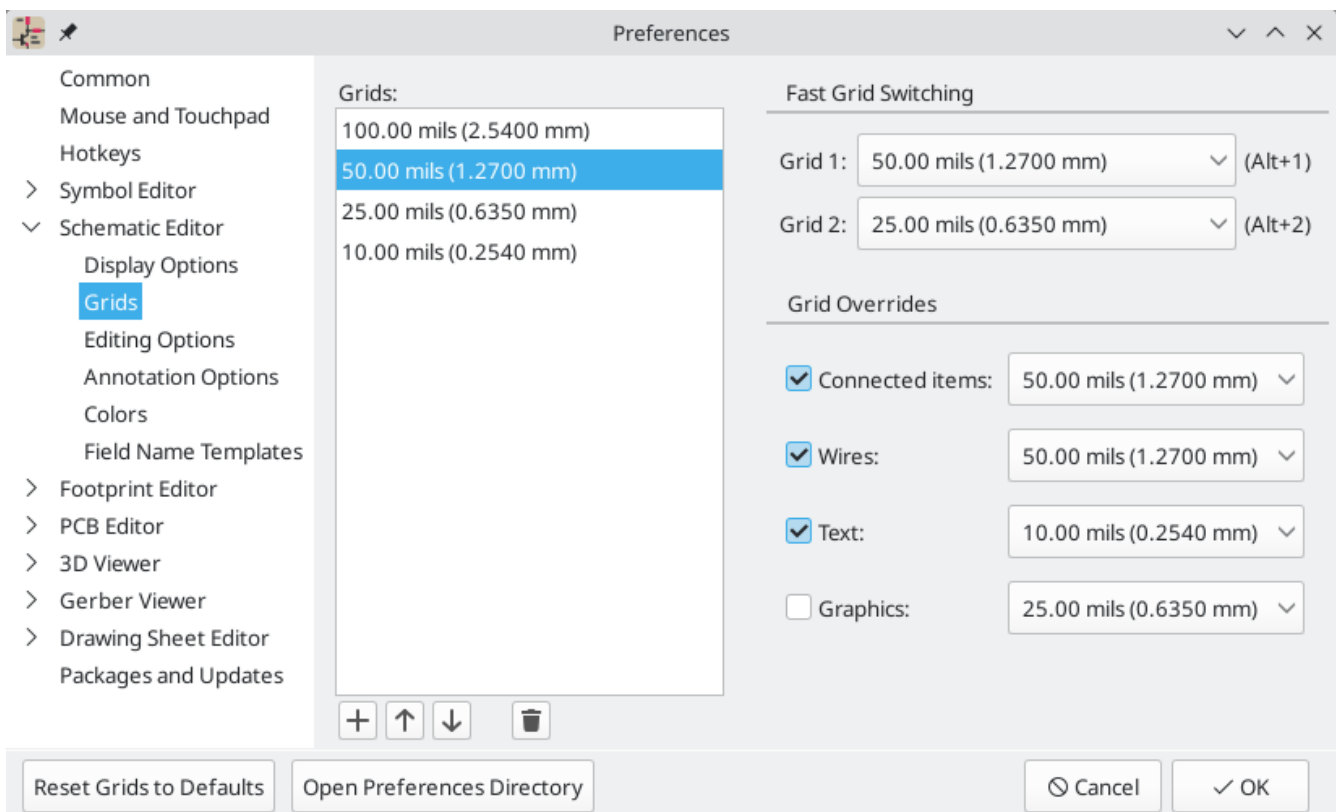 Preferences
Common
Mouse and Touchpad
Hotkeys
Symbol Editor
Schematic Editor
Display Options
Grids
Editing Options
Annotation Options
Colors
Field Name Templates
Footprint Editor
PCB Editor
3D Viewer
Gerber Viewer
Drawing Sheet Editor
Packages and Updates
Grids:
100.00 mils (2.5400 mm)
50.00 mils (1.2700 mm)
25.00 mils (0.6350 mm)
10.00 mils (0.2540 mm)
Fast Grid Switching
Grid 1: 50.00 mils (1.2700 mm) (Alt+1)
Grid 2: 25.00 mils (0.6350 mm) (Alt+2)
Grid Overrides
Connected items: 50.00 mils (1.2700 mm)
Wires: 50.00 mils (1.2700 mm)
Text: 10.00 mils (0.2540 mm)
Graphics: 25.00 mils (0.6350 mm)
Reset Grids to Defaults Open Preferences Directory Cancel OK